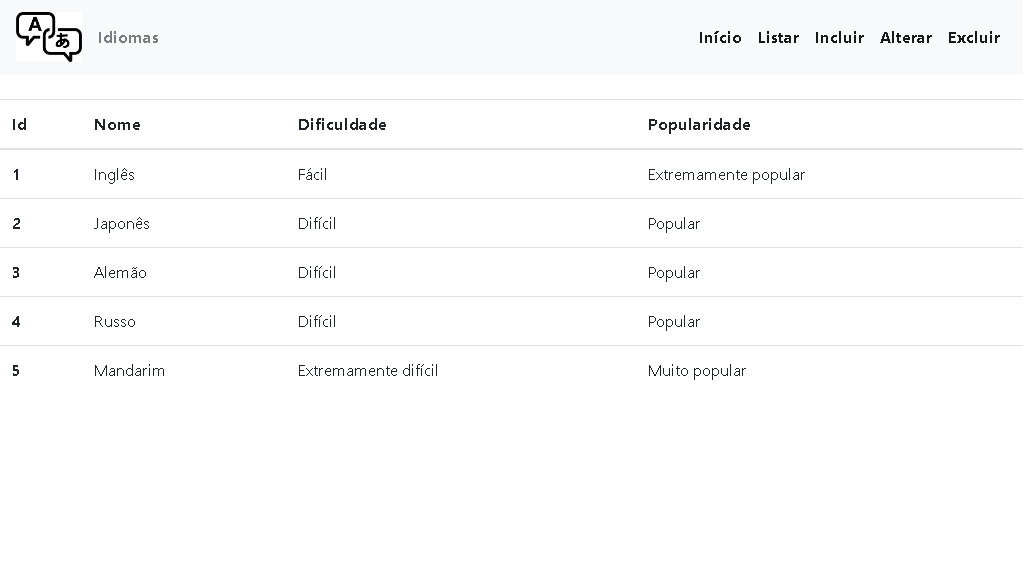 A
あ
Idiomas Início Listar Incluir Alterar Excluir
Id Nome Dificuldade Popularidade
1 Inglês Fácil Extremamente popular
2 Japonês Difícil Popular
3 Alemão Difícil Popular
4 Russo Difícil Popular
5 Mandarim Extremamente difícil Muito popular